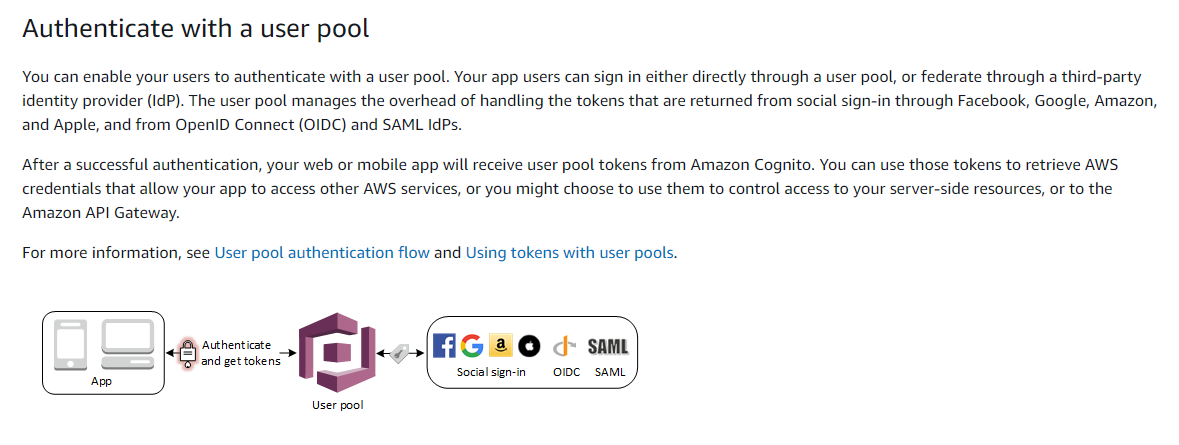 Authenticate with a user pool
You can enable your users to authenticate with a user pool. Your app users can sign in either directly through a user pool, or federate through a third-party
identity provider (IdP). The user pool manages the overhead of handling the tokens that are returned from social sign-in through Facebook, Google, Amazon,
and Apple, and from OpenID Connect (OIDC) and SAML IdPs.
After a successful authentication, your web or mobile app will receive user pool tokens from Amazon Cognito. You can use those tokens to retrieve AWS
credentials that allow your app to access other AWS services, or you might choose to use them to control access to your server-side resources, or to the
Amazon API Gateway.
For more information, see User pool authentication flow and Using tokens with user pools.
Authenticate
and get tokens
App
User pool
f G a SAML
Social sign-in OIDC SAML